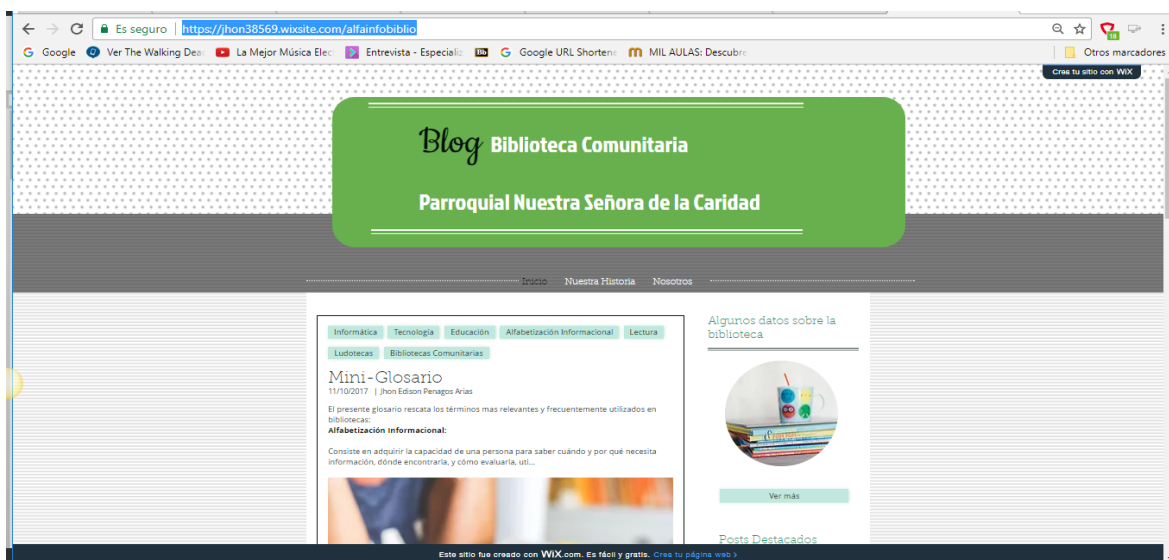 Es seguro https://jhon38569.wixsite.com/alfainfobiblio
Google Ver The Walking Dea La Mejor Música Elec Entrevista - Especializ Bb Google URL Shortene MIL AULAS: Descubre Otros marcadores
Crea tu sitio con WiX
Blog Biblioteca Comunitaria
Parroquial Nuestra Señora de la Caridad
Inicio Nuestra Historia Nosotros
Informática Tecnología Educación Alfabetización Informacional Lectura
Ludotecas Bibliotecas Comunitarias
Mini-Glosario
11/10/2017 | Jhon Edison Penagos Arias
El presente glosario rescata los términos mas relevantes y frecuentemente utilizados en
bibliotecas:
Alfabetización Informacional:
Consiste en adquirir la capacidad de una persona para saber cuándo y por qué necesita
información, dónde encontrarla, y cómo evaluarla, uti...
Algunos datos sobre la
biblioteca
Ver más
Posts Destacados
Este sitio fue creado con WiX.com. Es fácil y gratis. Crea tu página web >